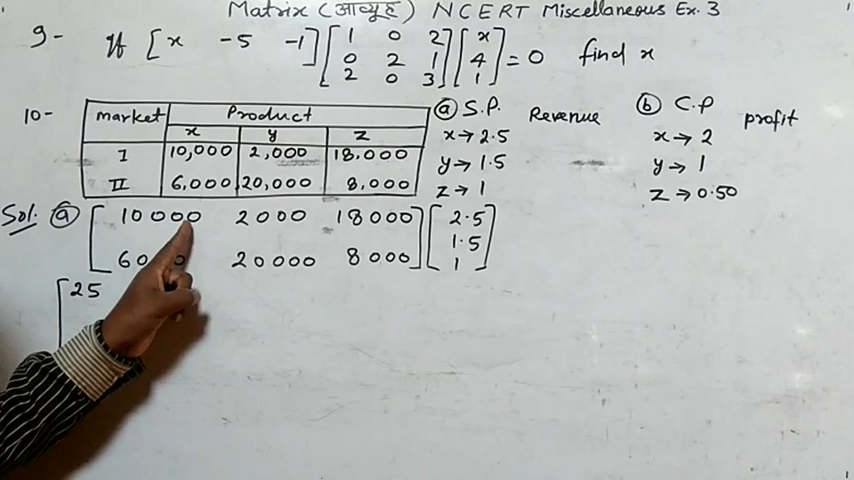 Matrix (आव्यूह) NCERT Miscellaneous Ex. 3
9- If [x -5 -1] [1 0 2] [x] = 0 find x
[0 2 1] [4]
[2 0 3] [1]
10- market Product
x y z
I 10,000 2,000 18,000
II 6,000 20,000 8,000
(a) S.P. Revenue
x→2.5
y→1.5
z→1
(b) C.P profit
x→2
y→1
z→0.50
Sol. (a) [10000 2000 18000] [2.5]
1.5
[60 0 20000 8000] [1]
[25